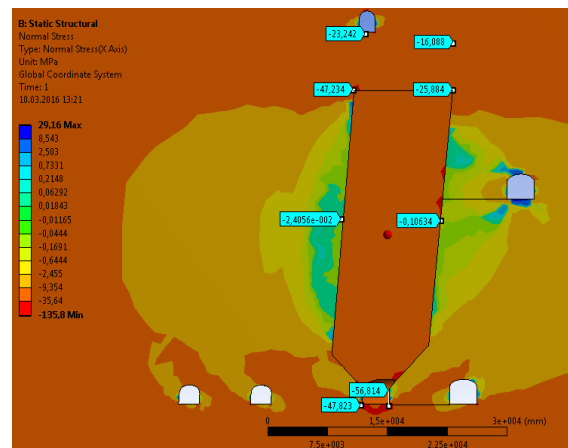 B: Static Structural
Normal Stress
Type: Normal Stress(X Axis)
Unit: MPa
Global Coordinate System
Time: 1
10.03.2016 13:21
29,16 Max
8,543
2,503
0,7331
0,2148
0,06292
0,01843
-0,01165
-0,0444
-0,1691
-0,6444
-2,455
-9,354
-35,64
-135,8 Min
-23,242
-16,088
-47,234
-25,884
-2,4056e-002
-0,10634
-56,814
-47,823
0
1,5e+004
3e+004 (mm)
7,5e+003
2,25e+004